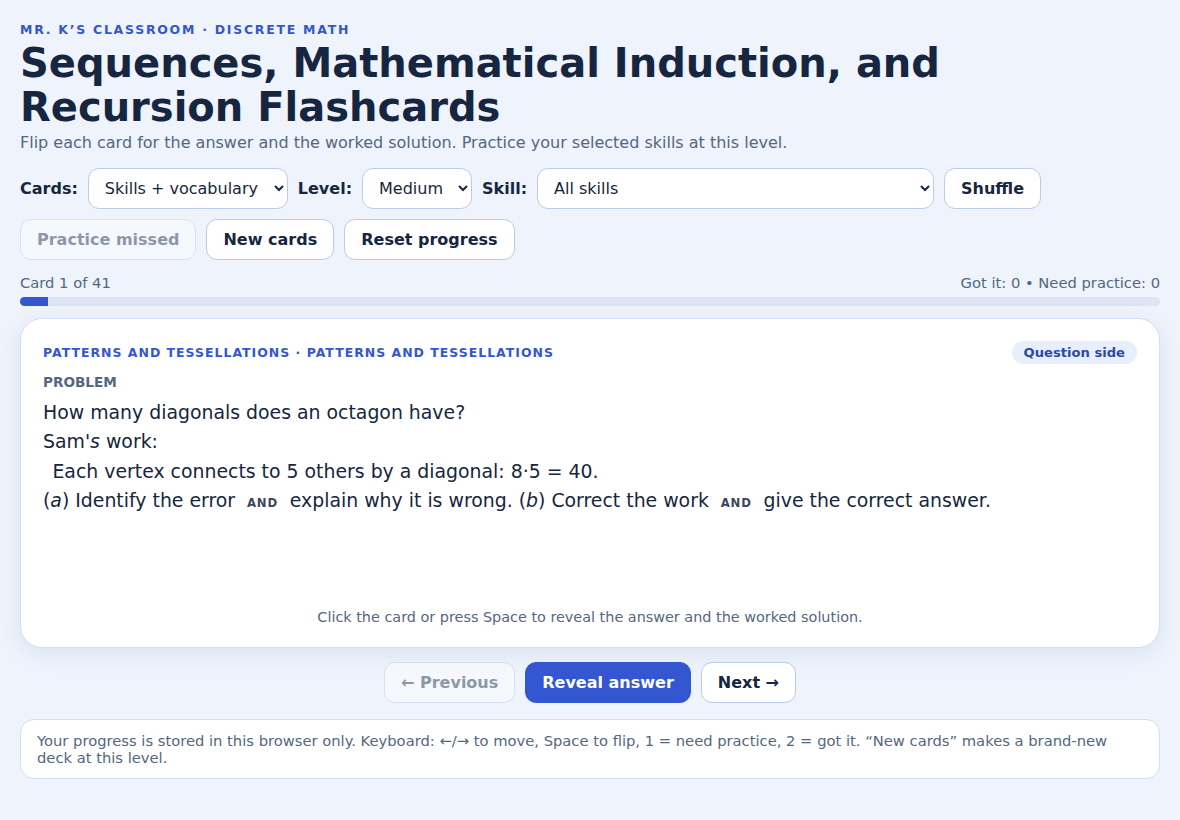 MR. K’S CLASSROOM · DISCRETE MATH
Sequences, Mathematical Induction, and
Recursion Flashcards
Flip each card for the answer and the worked solution. Practice your selected skills at this level.
Cards: Skills + vocabulary Level: Medium Skill: All skills Shuffle
Practice missed New cards Reset progress
Card 1 of 41 Got it: 0 • Need practice: 0
PATTERNS AND TESSELLATIONS · PATTERNS AND TESSELLATIONS Question side
PROBLEM
How many diagonals does an octagon have?
Sam's work:
Each vertex connects to 5 others by a diagonal: 8·5 = 40.
(a) Identify the error AND explain why it is wrong. (b) Correct the work AND give the correct answer.
Click the card or press Space to reveal the answer and the worked solution.
← Previous Reveal answer Next →
Your progress is stored in this browser only. Keyboard: ←/→ to move, Space to flip, 1 = need practice, 2 = got it. “New cards” makes a brand-new
deck at this level.